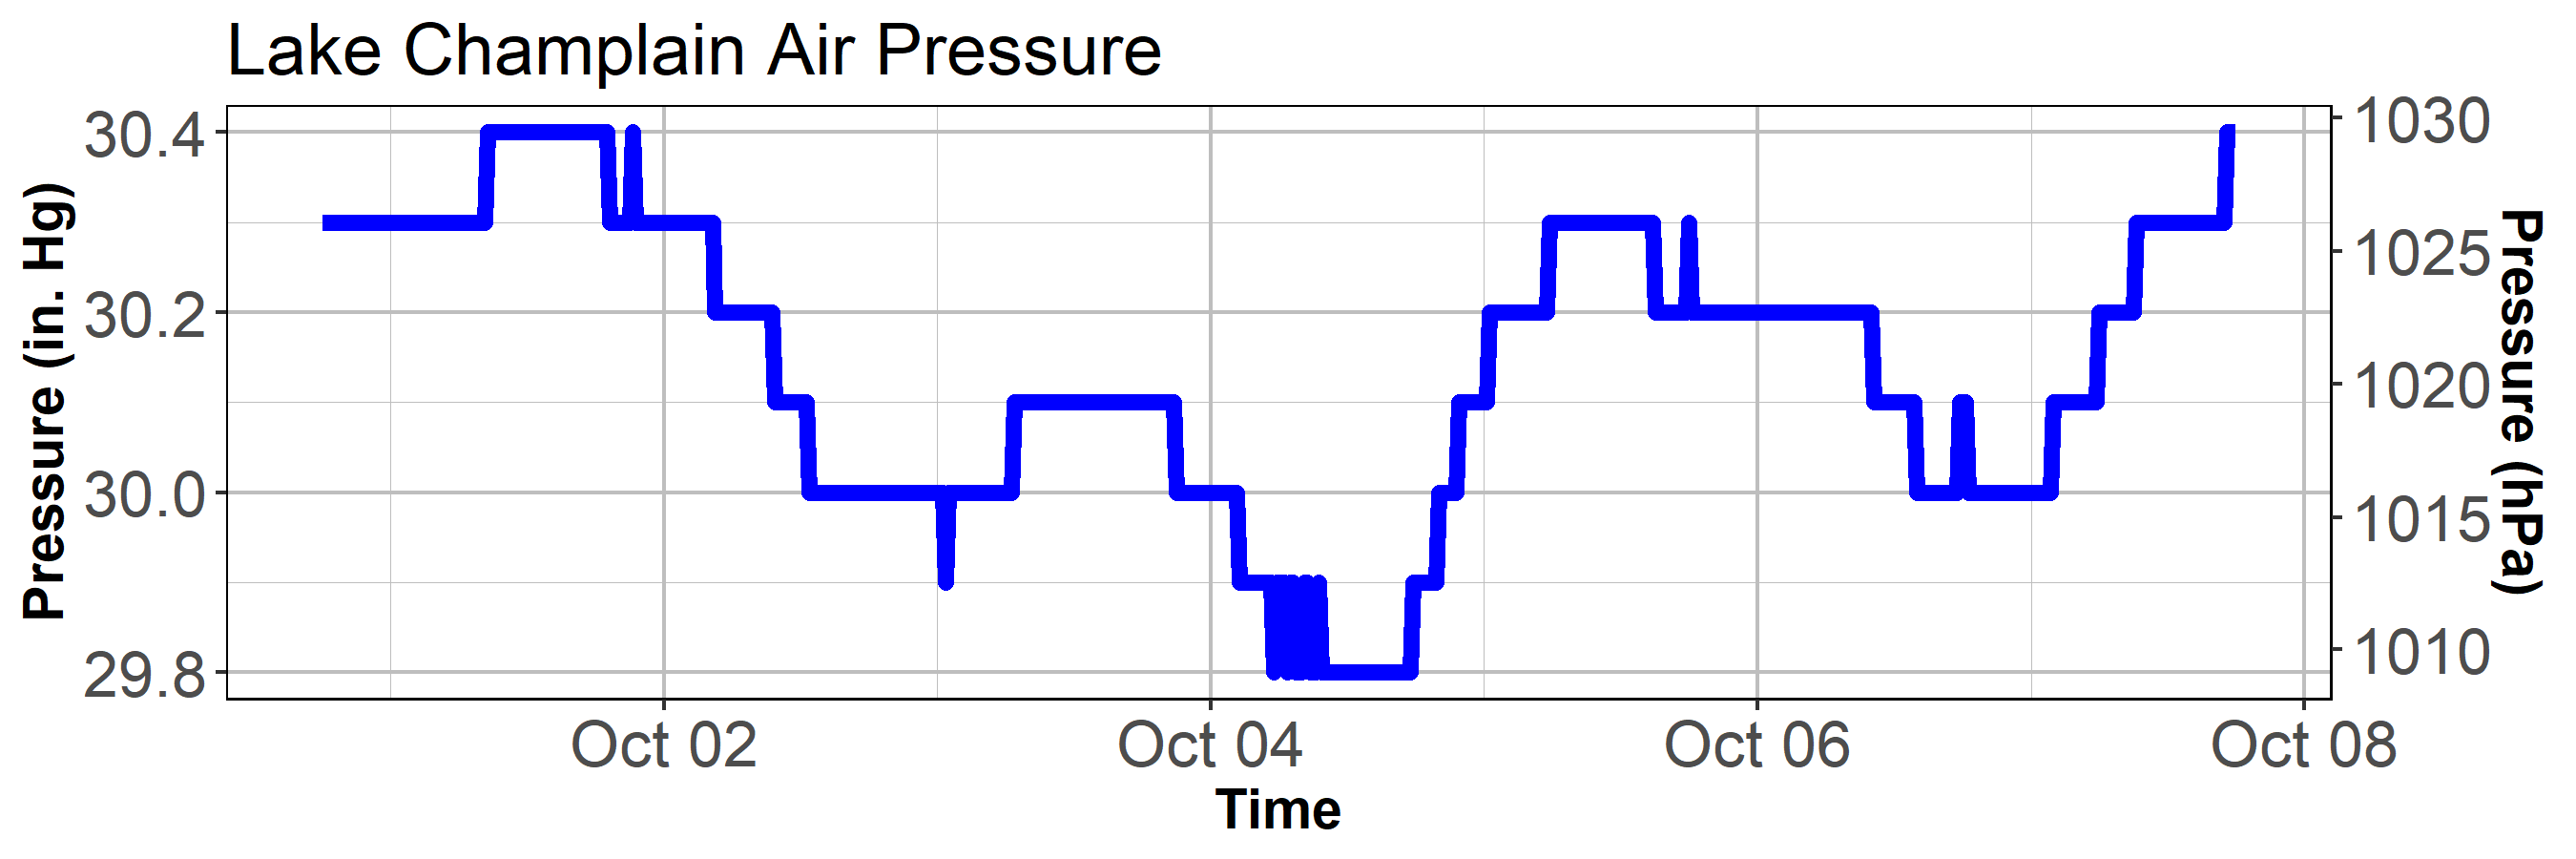 Lake Champlain Air Pressure
Pressure (in. Hg)
30.4
30.2
30.0
29.8
1030
1025
1020
1015
1010
Pressure (hPa)
Oct 02
Oct 04
Oct 06
Oct 08
Time